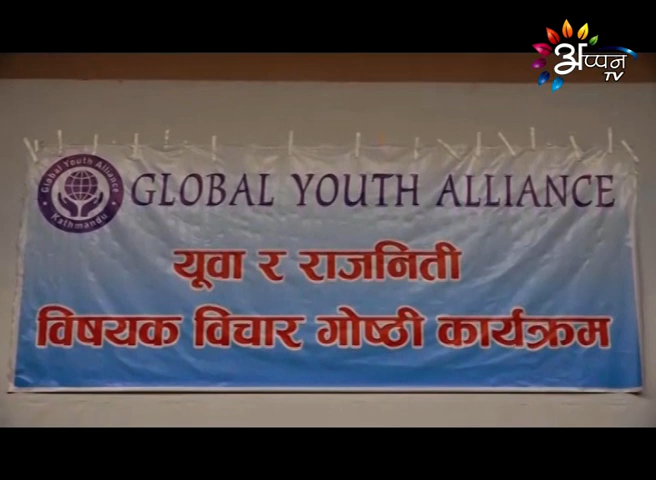 अप्पन
TV
Global Youth Alliance
Kathmandu
GLOBAL YOUTH ALLIANCE
यूवा र राजनिती
विषयक विचार गोष्ठी कार्यक्रम